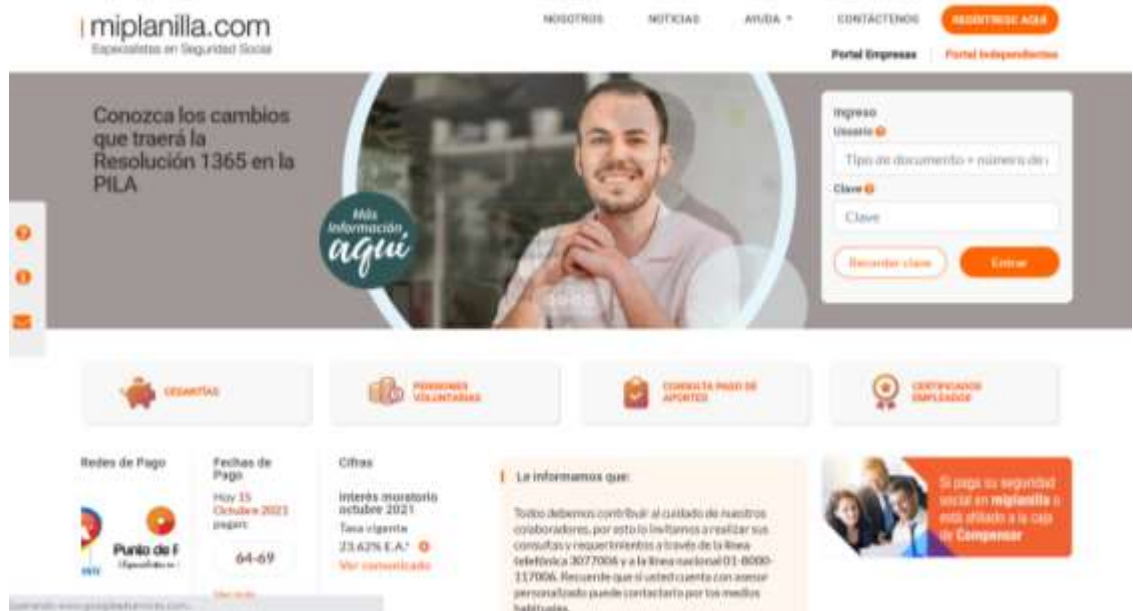 miplanilla.com
Especialistas en Seguridad Social
NOSOTROS
NOTICIAS
AYUDA
CONTÁCTENOS
REGÍSTRESE AQUÍ
Portal Empresas
Portal Independientes
Conozca los cambios
que traerá la
Resolución 1365 en la
PILA
Más
Información
aquí
Ingreso
Usuario
Tipo de documento + número de
Clave
Clave
Recordar clave
Entrar
CESANTÍAS
PENSIONES
VOLUNTARIAS
CONSULTA PAGO DE
APORTES
CERTIFICADOS
EMPLEADOR
Redes de Pago
Punto de
Fechas de
Pago
Hoy 15
Octubre 2021
pagan:
64-69
Ver más
Cifras
Interés moratorio
octubre 2021
Tasa vigente
23.62% E.A.*
Ver comunicado
Le informamos que:
Todos debemos contribuir al cuidado de nuestros
colaboradores, por esto lo invitamos a realizar sus
consultas y requerimientos a través de la línea
telefónica 3077006 y a la línea nacional 01-8000-
117006. Recuerde que si usted cuenta con asesor
personalizado puede contactarlo por los medios
habituales.
Si paga su seguridad
social en miplanilla o
está afiliado a la caja
de Compensar